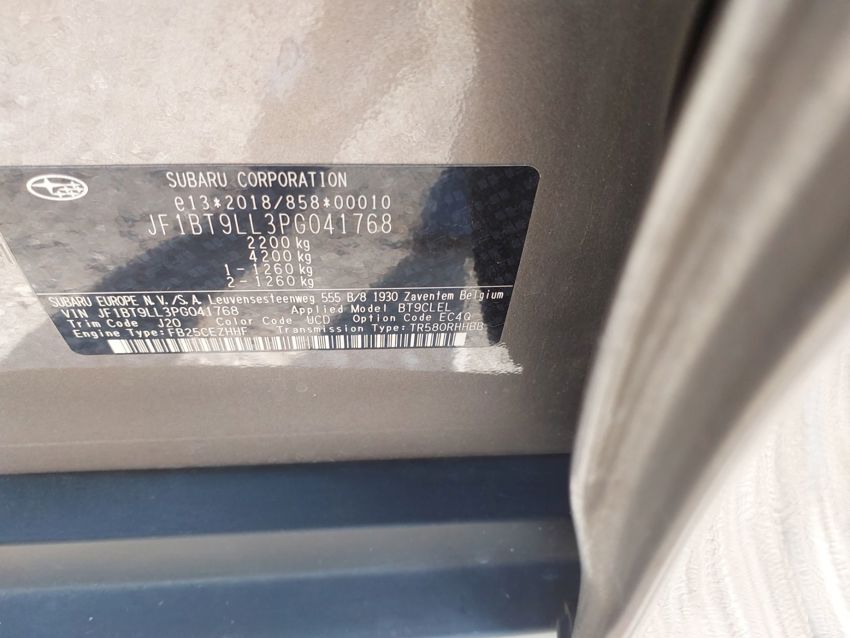 SUBARU CORPORATION
e13*2018/858*00010
JF1BT9LL3PG041768
2200 kg
4200 kg
1 - 1260 kg
2 - 1260 kg
SUBARU EUROPE N.V./S.A. Leuvensesteenweg 555 B/8 1930 Zaventem Belgium
VIN JF1BT9LL3PG041768 Applied Model BT9CLEL
Trim Code J20 Color Code UCD Option Code EC4Q
Engine Type:FB25CEZHHF Transmission Type:TR580RHHBB